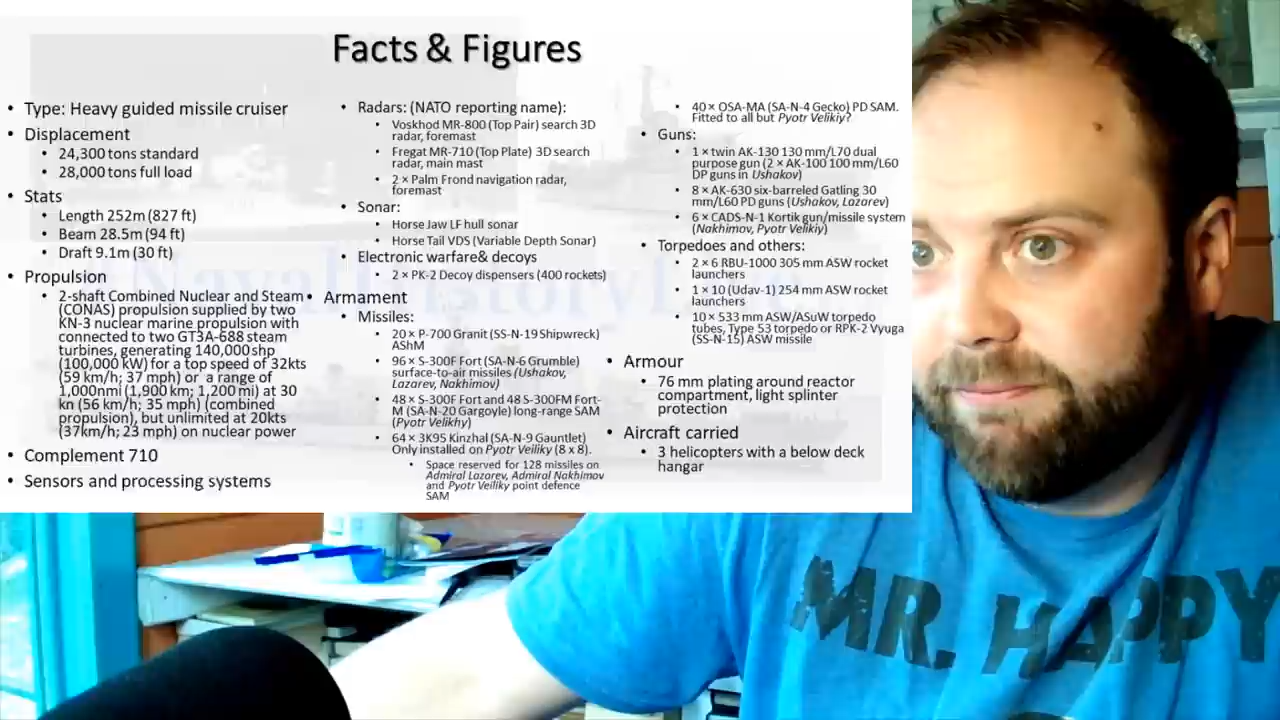 Facts & Figures
• Type: Heavy guided missile cruiser
• Displacement
• 24,300 tons standard
• 28,000 tons full load
• Stats
• Length 252m (827 ft)
• Beam 28.5m (94 ft)
• Draft 9.1m (30 ft)
• Propulsion
• 2-shaft Combined Nuclear and Steam
(CONAS) propulsion supplied by two
KN-3 nuclear marine propulsion with
connected to two GT3A-688 steam
turbines, generating 140,000shp
(100,000 kW) for a top speed of 32kts
(59 km/h; 37 mph) or a range of
1,000nmi (1,900 km; 1,200 mi) at 30
kn (56 km/h; 35 mph) (combined
propulsion), but unlimited at 20kts
(37km/h; 23 mph) on nuclear power
• Complement 710
• Sensors and processing systems
• Radars: (NATO reporting name):
• Voskhod MR-800 (Top Pair) search 3D
radar, foremast
• Fregat MR-710 (Top Plate) 3D search
radar, main mast
• 2 × Palm Frond navigation radar,
foremast
• Sonar:
• Horse Jaw LF hull sonar
• Horse Tail VDS (Variable Depth Sonar)
• Electronic warfare& decoys
• 2 × PK-2 Decoy dispensers (400 rockets)
• Armament
• Missiles:
• 20 × P-700 Granit (SS-N-19 Shipwreck)
AShM
• 96 × S-300F Fort (SA-N-6 Grumble)
surface-to-air missiles (Ushakov,
Lazarev, Nakhimov)
• 48 × S-300F Fort and 48 S-300FM Fort-
M (SA-N-20 Gargoyle) long-range SAM
(Pyotr Velikhy)
• 64 × 3K95 Kinzhal (SA-N-9 Gauntlet)
Only installed on Pyotr Veiliky (8 x 8).
• Space reserved for 128 missiles on
Admiral Lazarev, Admiral Nakhimov
and Pyotr Veiliky point defence
SAM
• 40 × OSA-MA (SA-N-4 Gecko) PD SAM.
Fitted to all but Pyotr Velikiy?
• Guns:
• 1 × twin AK-130 130 mm/L70 dual
purpose gun (2 × AK-100 100 mm/L60
DP guns in Ushakov)
• 8 × AK-630 six-barreled Gatling 30
mm/L60 PD guns (Ushakov, Lazarev)
• 6 × CADS-N-1 Kortik gun/missile system
(Nakhimov, Pyotr Velikiy)
• Torpedoes and others:
• 2 × 6 RBU-1000 305 mm ASW rocket
launchers
• 1 × 10 (Udav-1) 254 mm ASW rocket
launchers
• 10 × 533 mm ASW/ASuW torpedo
tubes, Type 53 torpedo or RPK-2 Vyuga
(SS-N-15) ASW missile
• Armour
• 76 mm plating around reactor
compartment, light splinter
protection
• Aircraft carried
• 3 helicopters with a below deck
hangar
MR. HAPPY